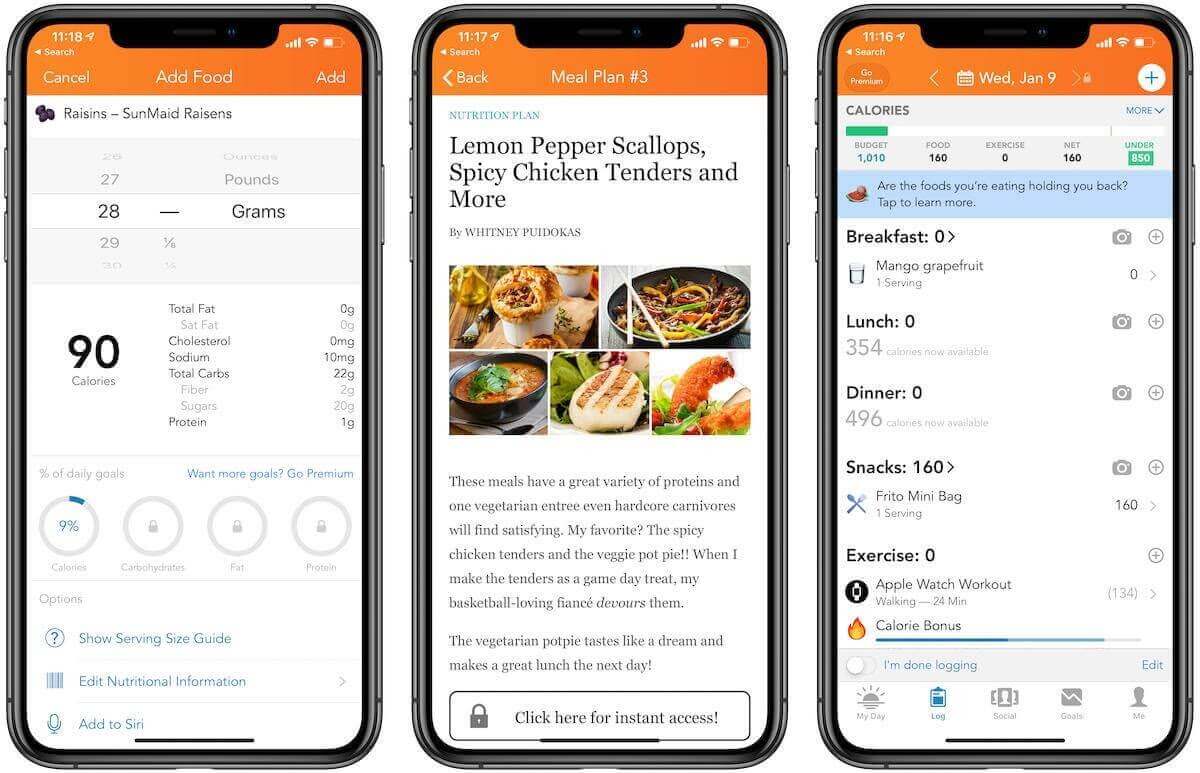 11:18
Search
Cancel Add Food Add
Raisins – SunMaid Raisens
28 Ounces
27 Pounds
28 — Grams
29 ⅛
90
Calories
Total Fat 0g
Sat Fat 0g
Cholesterol 0mg
Sodium 10mg
Total Carbs 22g
Fiber 2g
Sugars 20g
Protein 1g
% of daily goals Want more goals? Go Premium
9%
Calories Carbohydrates Fat Protein
Options
Show Serving Size Guide
Edit Nutritional Information
Add to Siri
11:17
Search
Back Meal Plan #3
NUTRITION PLAN
Lemon Pepper Scallops,
Spicy Chicken Tenders and
More
By WHITNEY PUIDOKAS
These meals have a great variety of proteins and
one vegetarian entree even hardcore carnivores
will find satisfying. My favorite? The spicy
chicken tenders and the veggie pot pie!! When I
make the tenders as a game day treat, my
basketball-loving fiancé devours them.
The vegetarian potpie tastes like a dream and
makes a great lunch the next day!
Click here for instant access!
11:16
Search
Go
Premium
Wed, Jan 9
CALORIES MORE
BUDGET FOOD EXERCISE NET UNDER
1,010 160 0 160 850
Are the foods you're eating holding you back?
Tap to learn more.
Breakfast: 0
Mango grapefruit
1 Serving
0
Lunch: 0
354 calories now available
Dinner: 0
496 calories now available
Snacks: 160
Frito Mini Bag
1 Serving
160
Exercise: 0
Apple Watch Workout
Walking — 24 Min
(134)
Calorie Bonus
I'm done logging Edit
My Day Log Social Goals Me